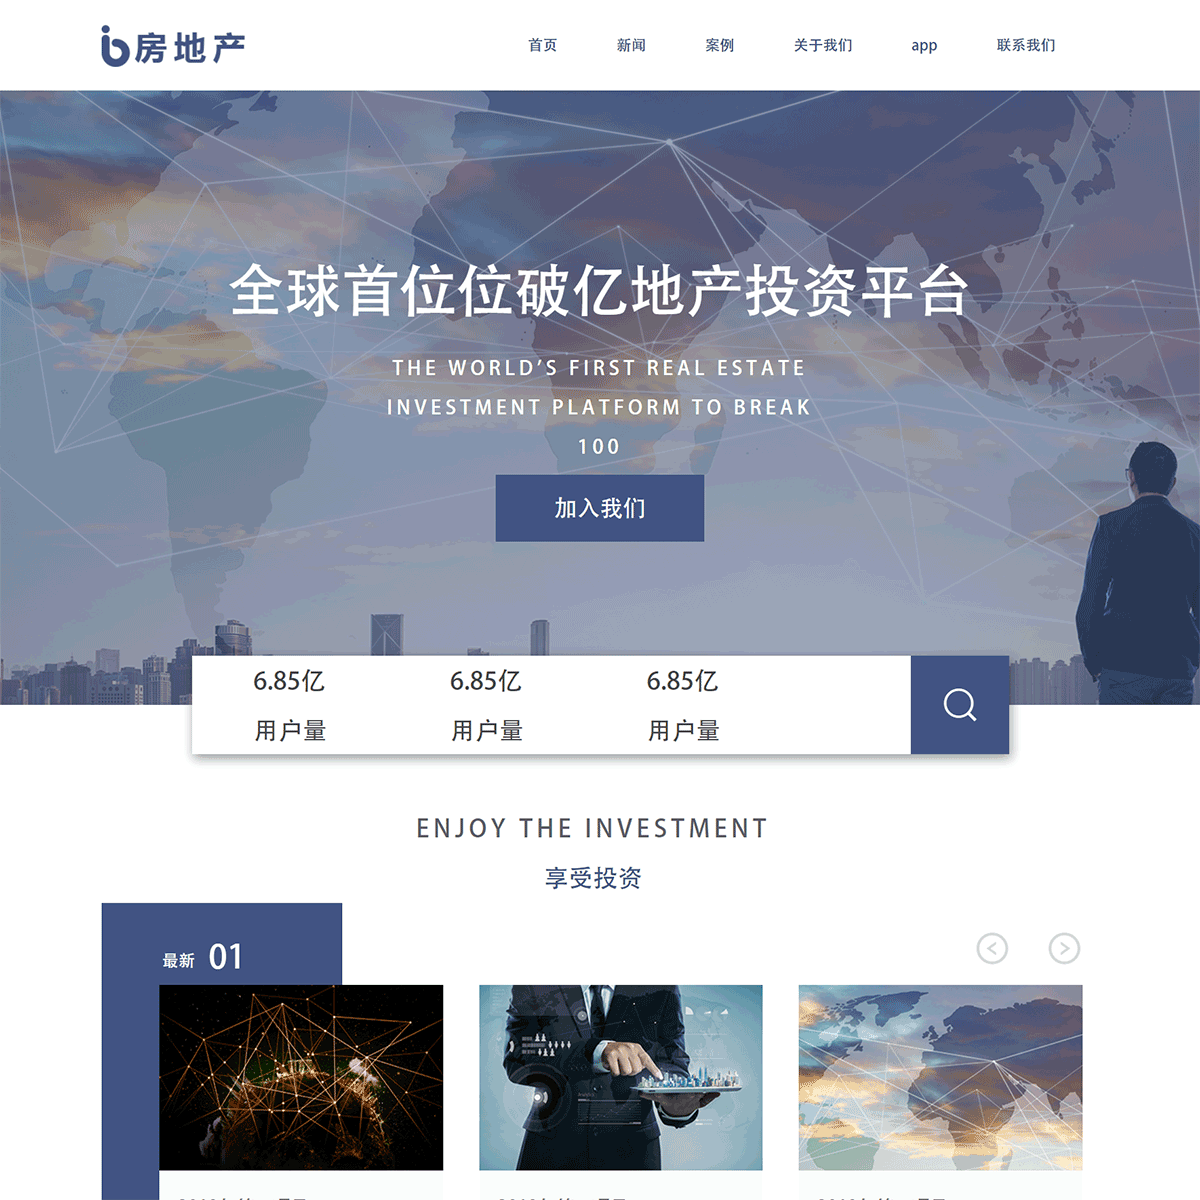 房地产
首页 新闻 案例 关于我们 app 联系我们
全球首位位破亿地产投资平台
THE WORLD'S FIRST REAL ESTATE
INVESTMENT PLATFORM TO BREAK
100
加入我们
6.85亿 6.85亿 6.85亿
用户量 用户量 用户量
ENJOY THE INVESTMENT
享受投资
最新 01